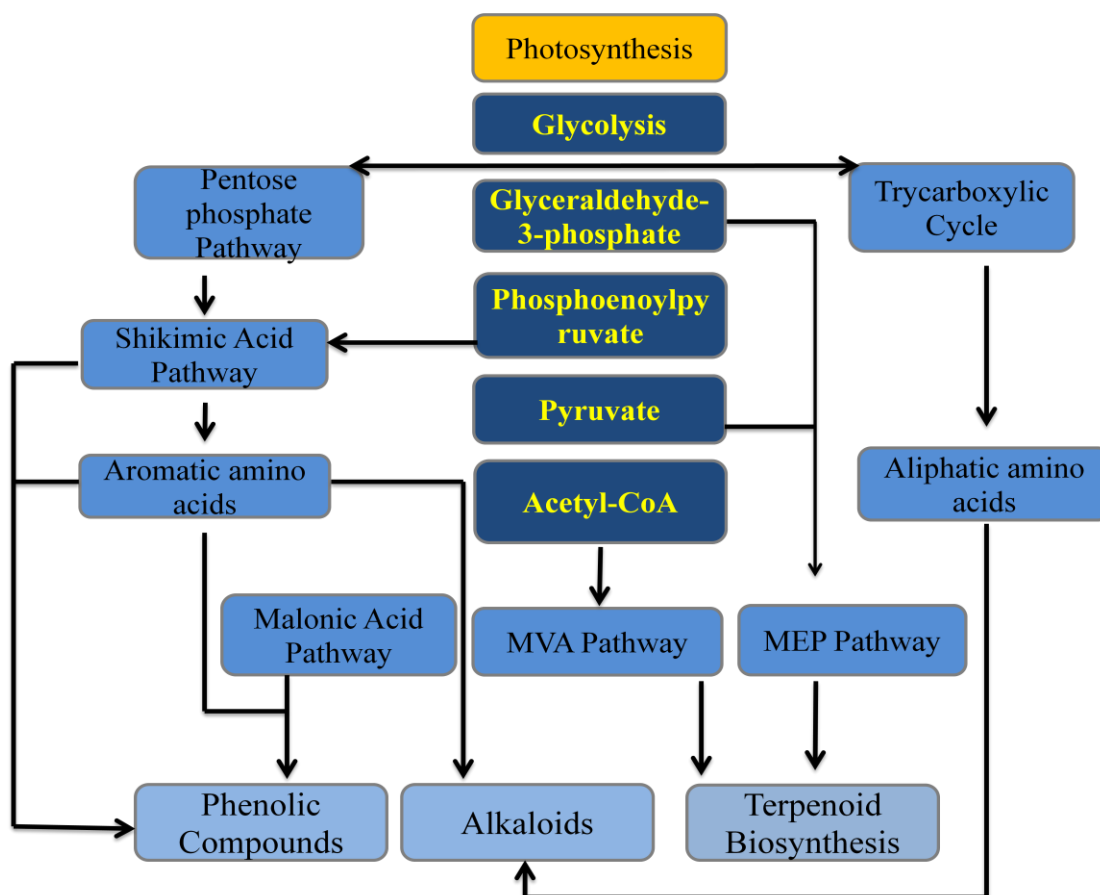 Photosynthesis
Glycolysis
Pentose
phosphate
Pathway
Glyceraldehyde-
3-phosphate
Trycarboxylic
Cycle
Phosphoenoylpy
ruvate
Shikimic Acid
Pathway
Pyruvate
Aromatic amino
acids
Acetyl-CoA
Aliphatic amino
acids
Malonic Acid
Pathway
MVA Pathway
MEP Pathway
Phenolic
Compounds
Alkaloids
Terpenoid
Biosynthesis